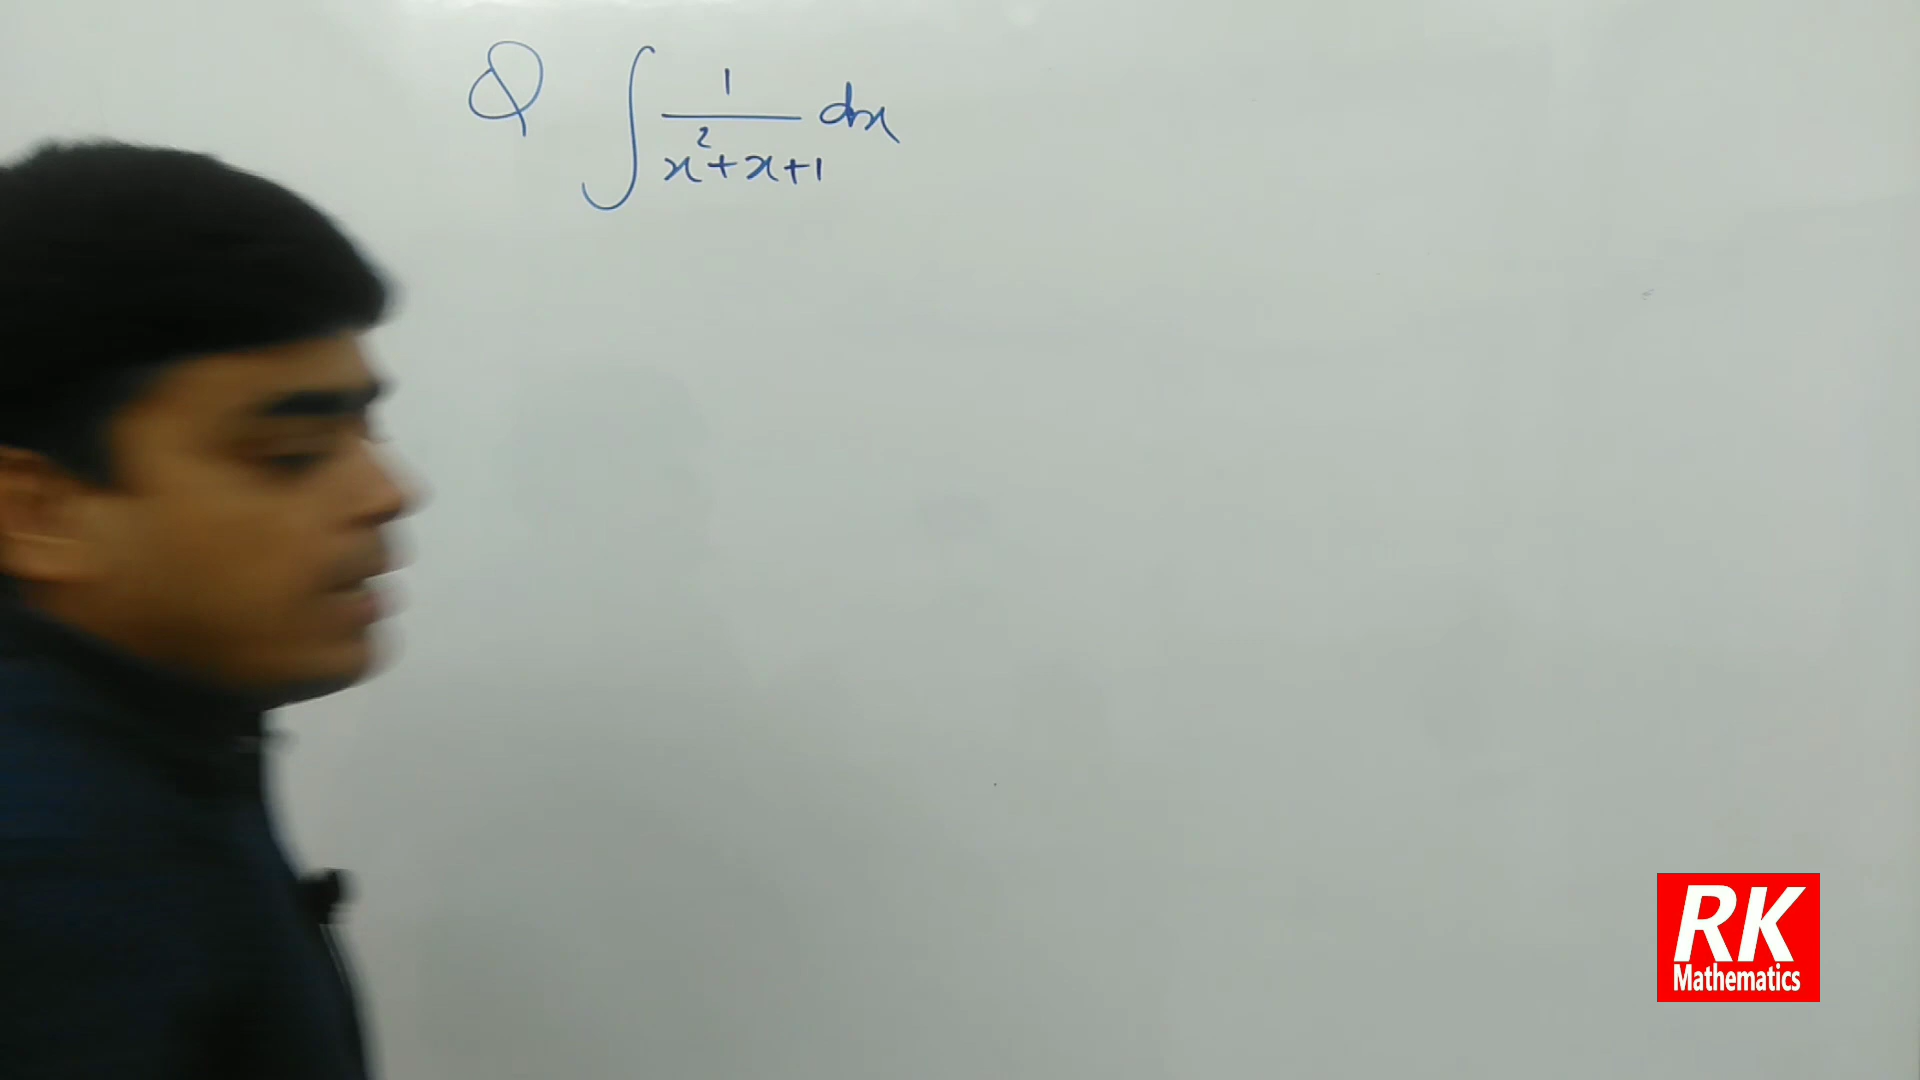 Q ∫ 1/(x²+x+1) dx
RK
Mathematics